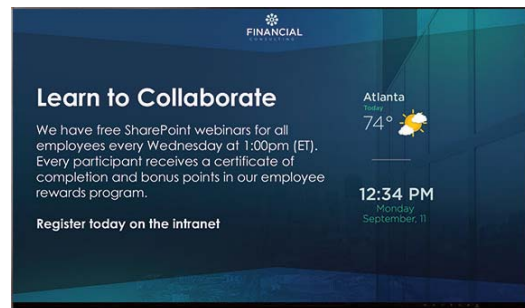 FINANCIAL
CONSULTING
Learn to Collaborate
We have free SharePoint webinars for all
employees every Wednesday at 1:00pm (ET).
Every participant receives a certificate of
completion and bonus points in our employee
rewards program.
Register today on the intranet
Atlanta
Today
74°
12:34 PM
Monday
September, 11